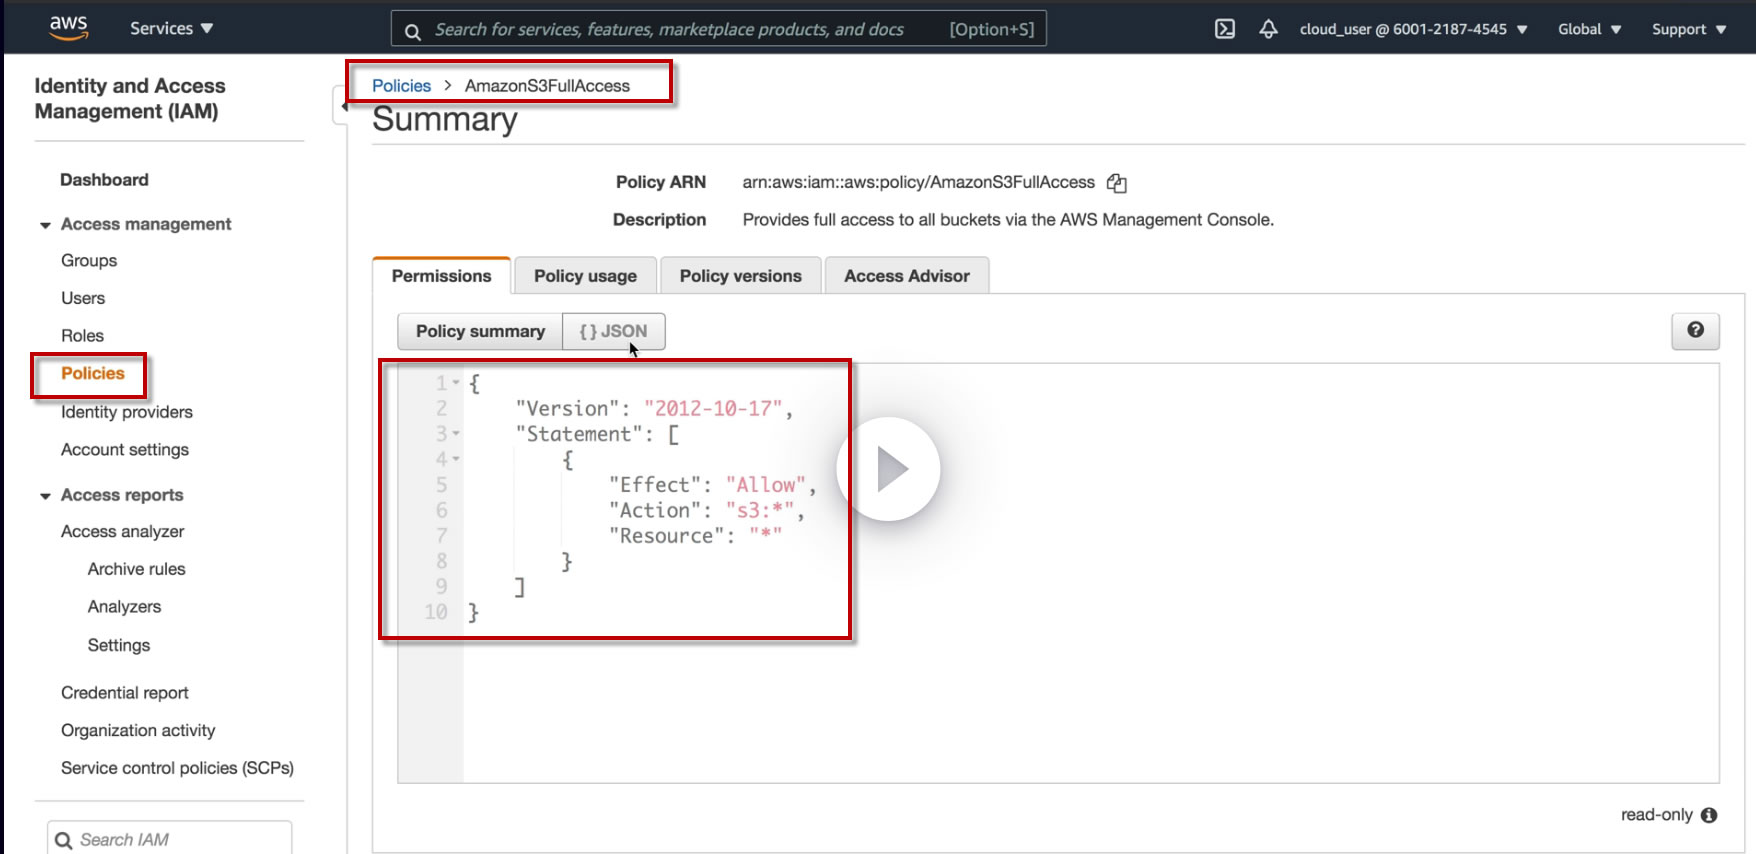 aws Services Search for services, features, marketplace products, and docs [Option+S] cloud_user @ 6001-2187-4545 Global Support
Identity and Access
Management (IAM)
Dashboard
Access management
Groups
Users
Roles
Policies
Identity providers
Account settings
Access reports
Access analyzer
Archive rules
Analyzers
Settings
Credential report
Organization activity
Service control policies (SCPs)
Search IAM
Policies > AmazonS3FullAccess
Summary
Policy ARN arn:aws:iam::aws:policy/AmazonS3FullAccess
Description Provides full access to all buckets via the AWS Management Console.
Permissions Policy usage Policy versions Access Advisor
Policy summary { } JSON ?
1 {
2 "Version": "2012-10-17",
3 "Statement": [
4 {
5 "Effect": "Allow",
6 "Action": "s3:*",
7 "Resource": "*"
8 }
9 ]
10 }
read-only i